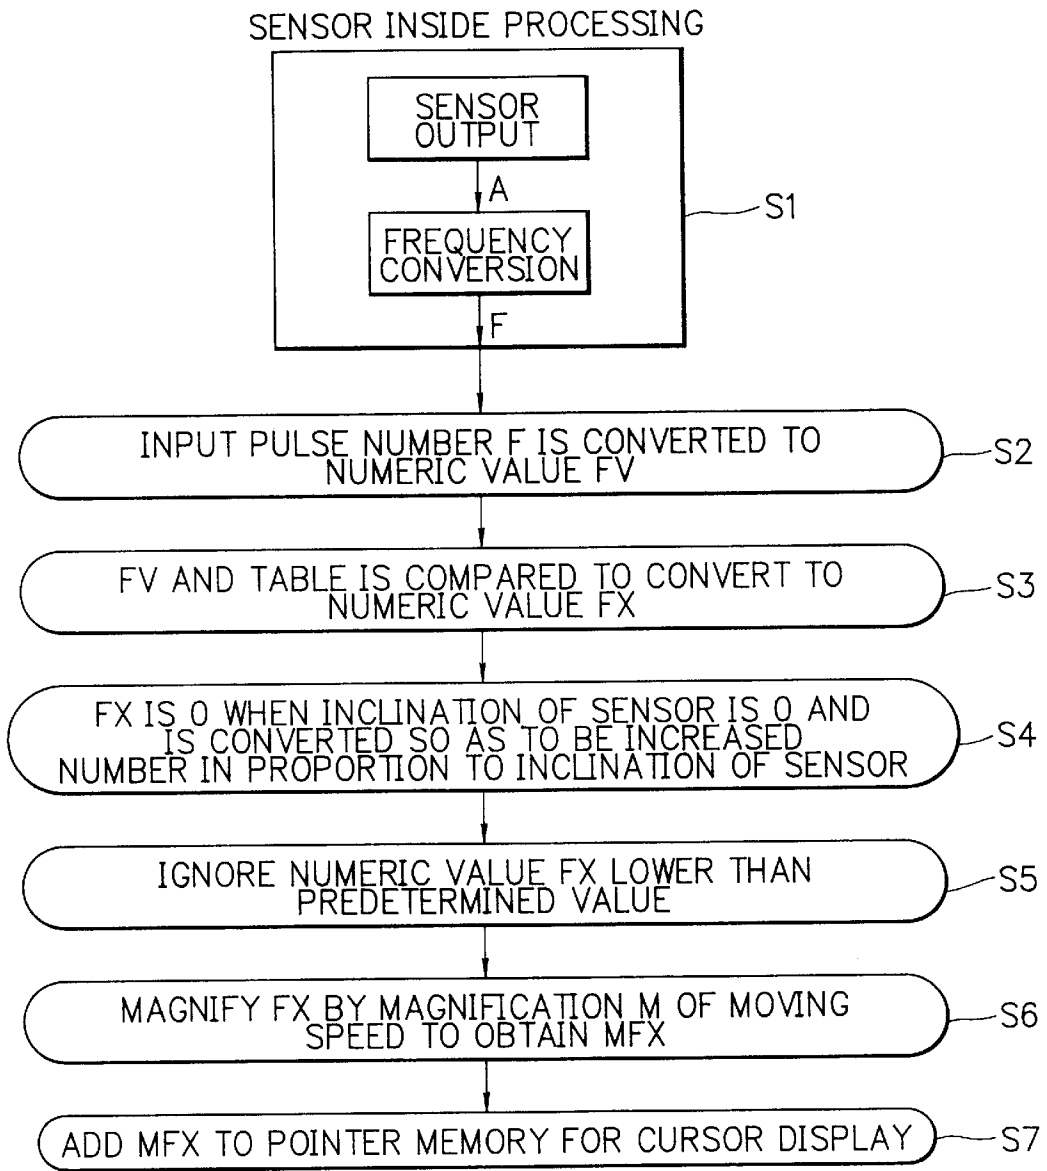 SENSOR INSIDE PROCESSING
SENSOR
OUTPUT
A
S1
FREQUENCY
CONVERSION
F
INPUT PULSE NUMBER F IS CONVERTED TO
NUMERIC VALUE FV
S2
FV AND TABLE IS COMPARED TO CONVERT TO
NUMERIC VALUE FX
S3
FX IS 0 WHEN INCLINATION OF SENSOR IS 0 AND
IS CONVERTED SO AS TO BE INCREASED
NUMBER IN PROPORTION TO INCLINATION OF SENSOR
S4
IGNORE NUMERIC VALUE FX LOWER THAN
PREDETERMINED VALUE
S5
MAGNIFY FX BY MAGNIFICATION M OF MOVING
SPEED TO OBTAIN MFX
S6
ADD MFX TO POINTER MEMORY FOR CURSOR DISPLAY
S7